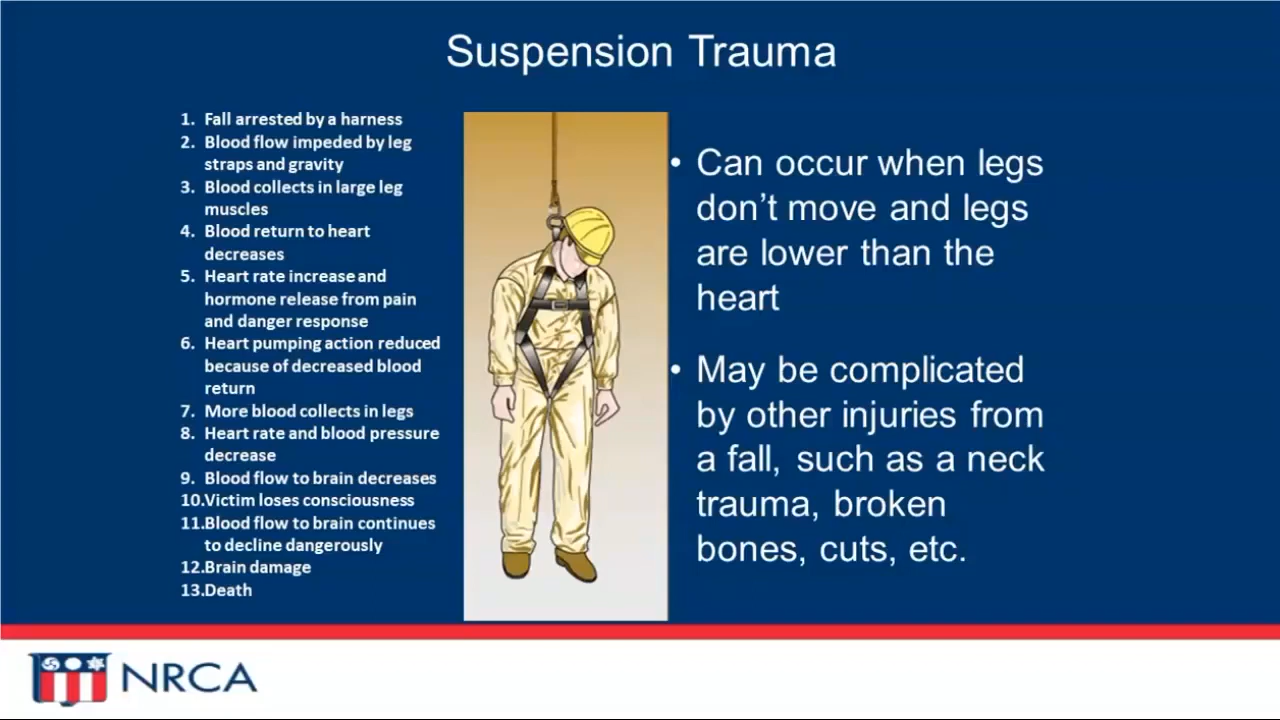 Suspension Trauma
1. Fall arrested by a harness
2. Blood flow impeded by leg
straps and gravity
3. Blood collects in large leg
muscles
4. Blood return to heart
decreases
5. Heart rate increase and
hormone release from pain
and danger response
6. Heart pumping action reduced
because of decreased blood
return
7. More blood collects in legs
8. Heart rate and blood pressure
decrease
9. Blood flow to brain decreases
10.Victim loses consciousness
11.Blood flow to brain continues
to decline dangerously
12.Brain damage
13.Death
• Can occur when legs
don’t move and legs
are lower than the
heart
• May be complicated
by other injuries from
a fall, such as a neck
trauma, broken
bones, cuts, etc.
NRCA